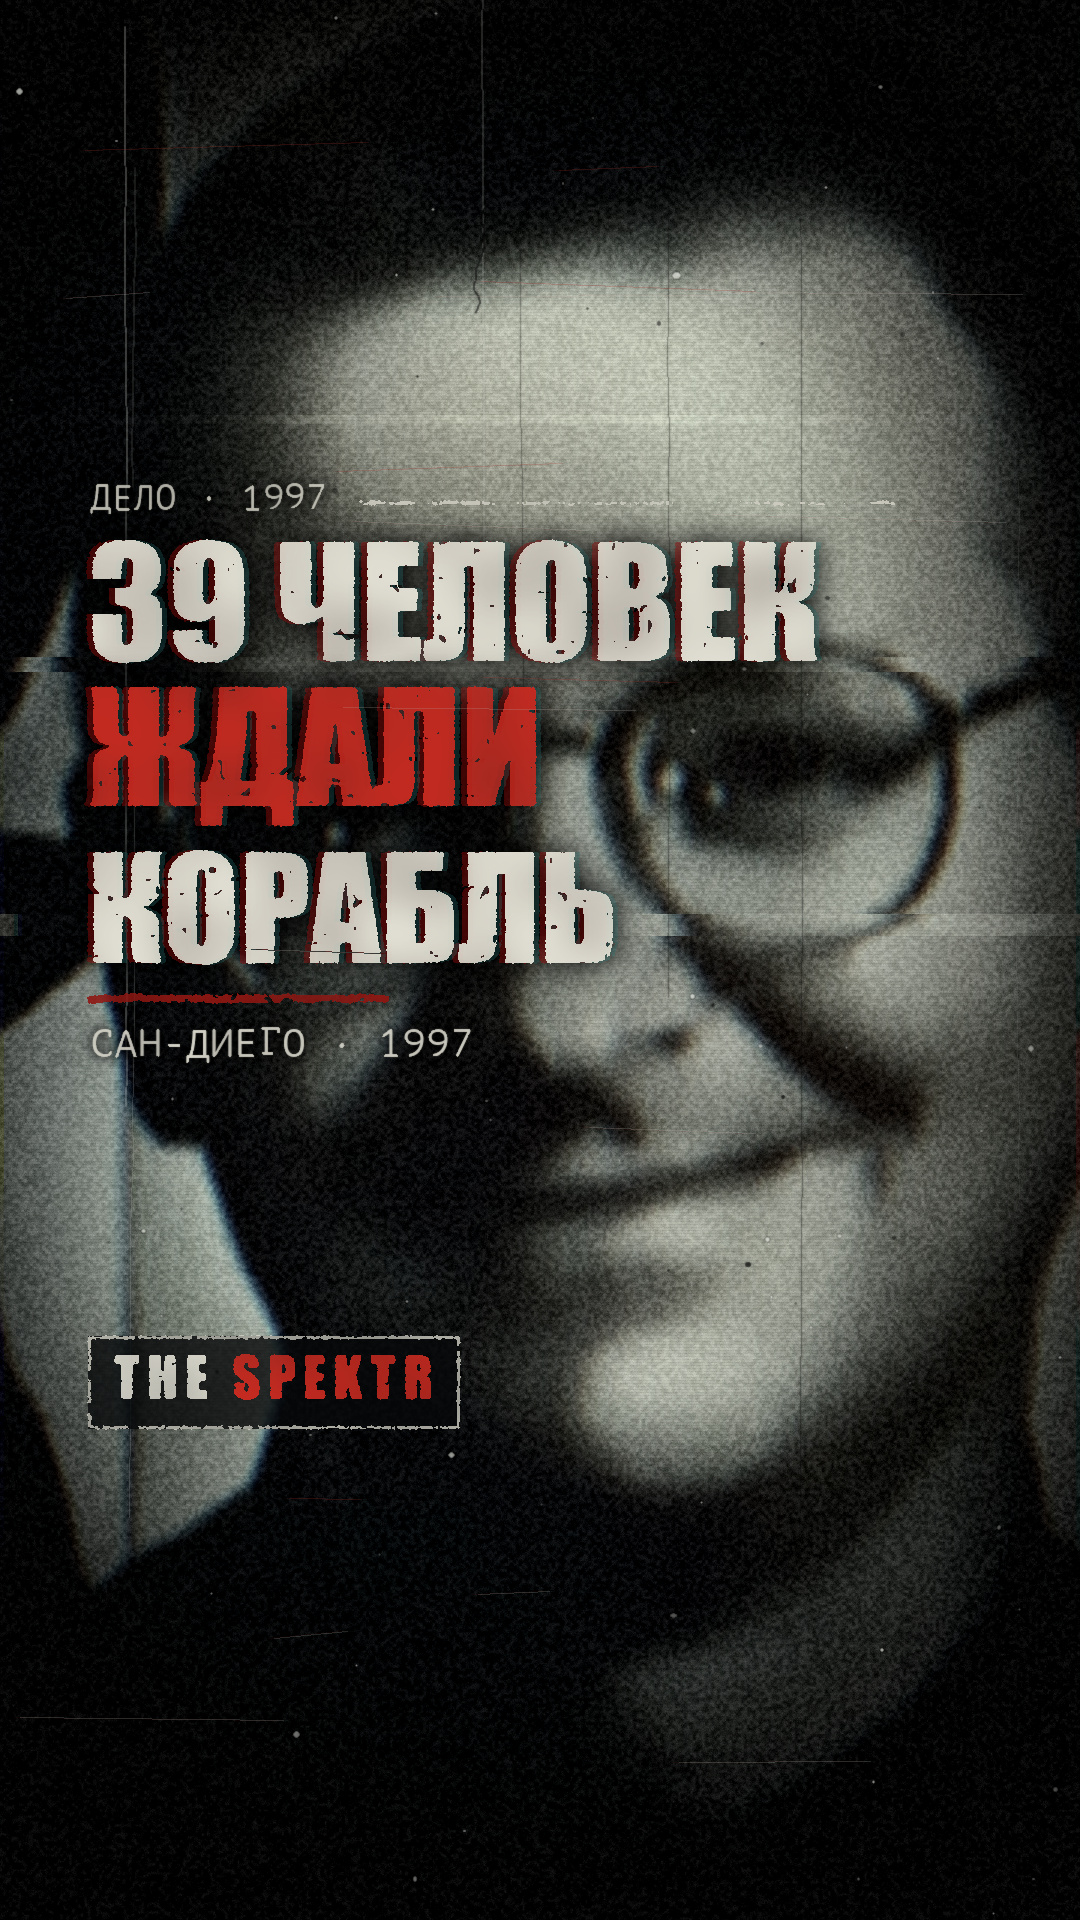 ДЕЛО · 1997
39 ЧЕЛОВЕК
ЖДАЛИ
КОРАБЛЬ
САН-ДИЕГО · 1997
THE SPEKTR